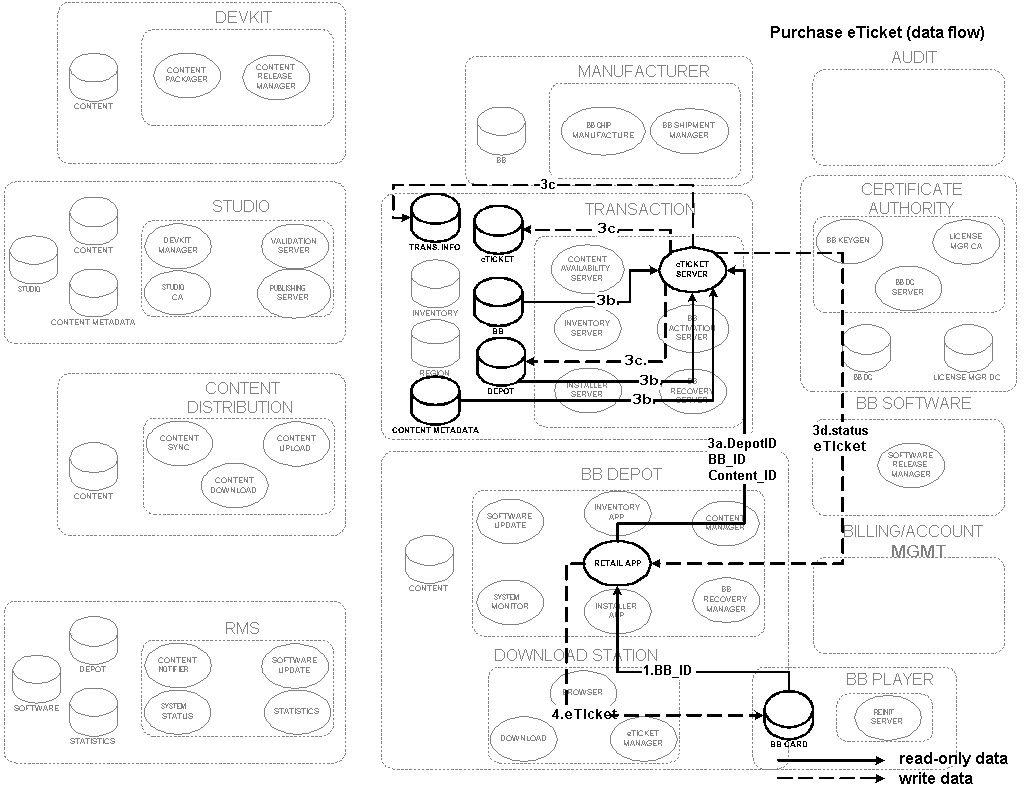 Purchase eTicket (data flow)
DEVKIT
CONTENT
PACKAGER
CONTENT
RELEASE
MANAGER
CONTENT
MANUFACTURER
BB CHIP
MANUFACTURE
BB SHIPMENT
MANAGER
BB
AUDIT
STUDIO
STUDIO
CONTENT
CONTENT METADATA
DEVKIT
MANAGER
VALIDATION
SERVER
STUDIO
CA
PUBLISHING
SERVER
TRANSACTION
3c
TRANS. INFO
eTICKET
3c.
eTICKET
SERVER
CONTENT
AVAILABILITY
SERVER
INVENTORY
BB
3b.
INVENTORY
SERVER
BB
ACTIVATION
SERVER
REGION
DEPOT
3c.
3b.
3b.
INSTALLER
SERVER
BB
RECOVERY
SERVER
CONTENT METADATA
CERTIFICATE
AUTHORITY
BB KEYGEN
LICENSE
MGR CA
BB DC
SERVER
BB DC
LICENSE MGR DC
CONTENT
DISTRIBUTION
CONTENT
CONTENT
SYNC
CONTENT
UPLOAD
CONTENT
DOWNLOAD
3a.DepotID
BB_ID
Content_ID
3d.status
eTicket
BB SOFTWARE
SOFTWARE
RELEASE
MANAGER
BB DEPOT
CONTENT
SOFTWARE
UPDATE
INVENTORY
APP
CONTENT
MANAGER
RETAIL APP
SYSTEM
MONITOR
INSTALLER
APP
BB
RECOVERY
MANAGER
BILLING/ACCOUNT
MGMT
RMS
SOFTWARE
DEPOT
STATISTICS
CONTENT
NOTIFIER
SOFTWARE
UPDATE
SYSTEM
STATUS
STATISTICS
DOWNLOAD STATION
1.BB_ID
BROWSER
4.eTicket
DOWNLOAD
eTICKET
MANAGER
BB PLAYER
BB CARD
REINIT
SERVER
read-only data
write data